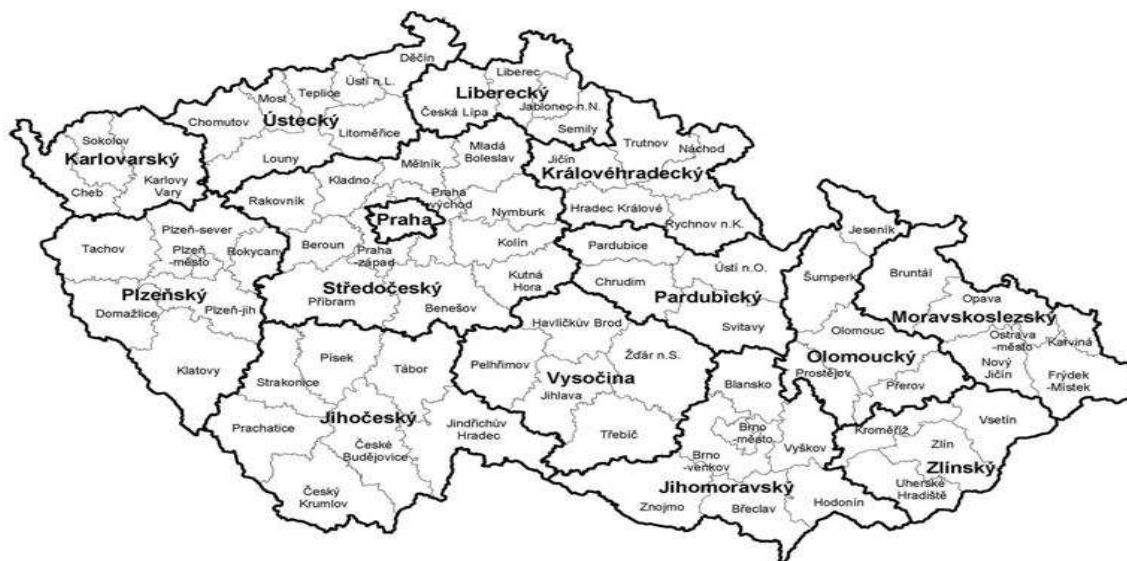 Děčín
Liberec
Ústí n.L.
Teplice
Most
Liberecký
Česká Lípa
Jablonec n.N.
Chomutov
Ústecký
Litoměřice
Semily
Sokolov
Karlovarský
Louny
Mladá
Boleslav
Trutnov
Náchod
Mělník
Jičín
Královéhradecký
Cheb
Karlovy
Vary
Kladno
Rakovník
Praha
-východ
Praha
Nymburk
Hradec Králové
Rychnov n.K.
Plzeň-sever
Tachov
Plzeň
-město
Rokycany
Beroun
Praha
-západ
Kolín
Pardubice
Jeseník
Plzeňský
Domažlice
Plzeň-jih
Středočeský
Příbram
Benešov
Kutná
Hora
Chrudim
Ústí n.O.
Pardubický
Svitavy
Šumperk
Bruntál
Opava
Moravskoslezský
Ostrava
-město
Karviná
Nový
Jičín
Frýdek
-Místek
Klatovy
Strakonice
Písek
Tábor
Havlíčkův Brod
Pelhřimov
Žďár n.S.
Vysočina
Jihlava
Třebíč
Olomouc
Olomoucký
Prostějov
Přerov
Blansko
Prachatice
Jihočeský
České
Budějovice
Jindřichův
Hradec
Český
Krumlov
Brno
-město
Vyškov
Brno
-venkov
Jihomoravský
Znojmo
Břeclav
Hodonín
Kroměříž
Vsetín
Zlín
Zlínský
Uherské
Hradiště